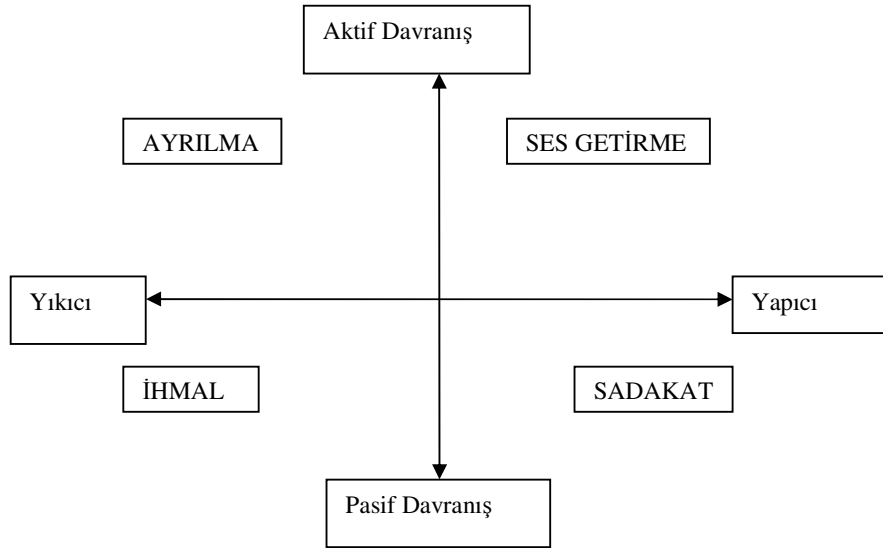 Aktif Davranış
AYRILMA
SES GETİRME
Yıkıcı
Yapıcı
İHMAL
SADAKAT
Pasif Davranış